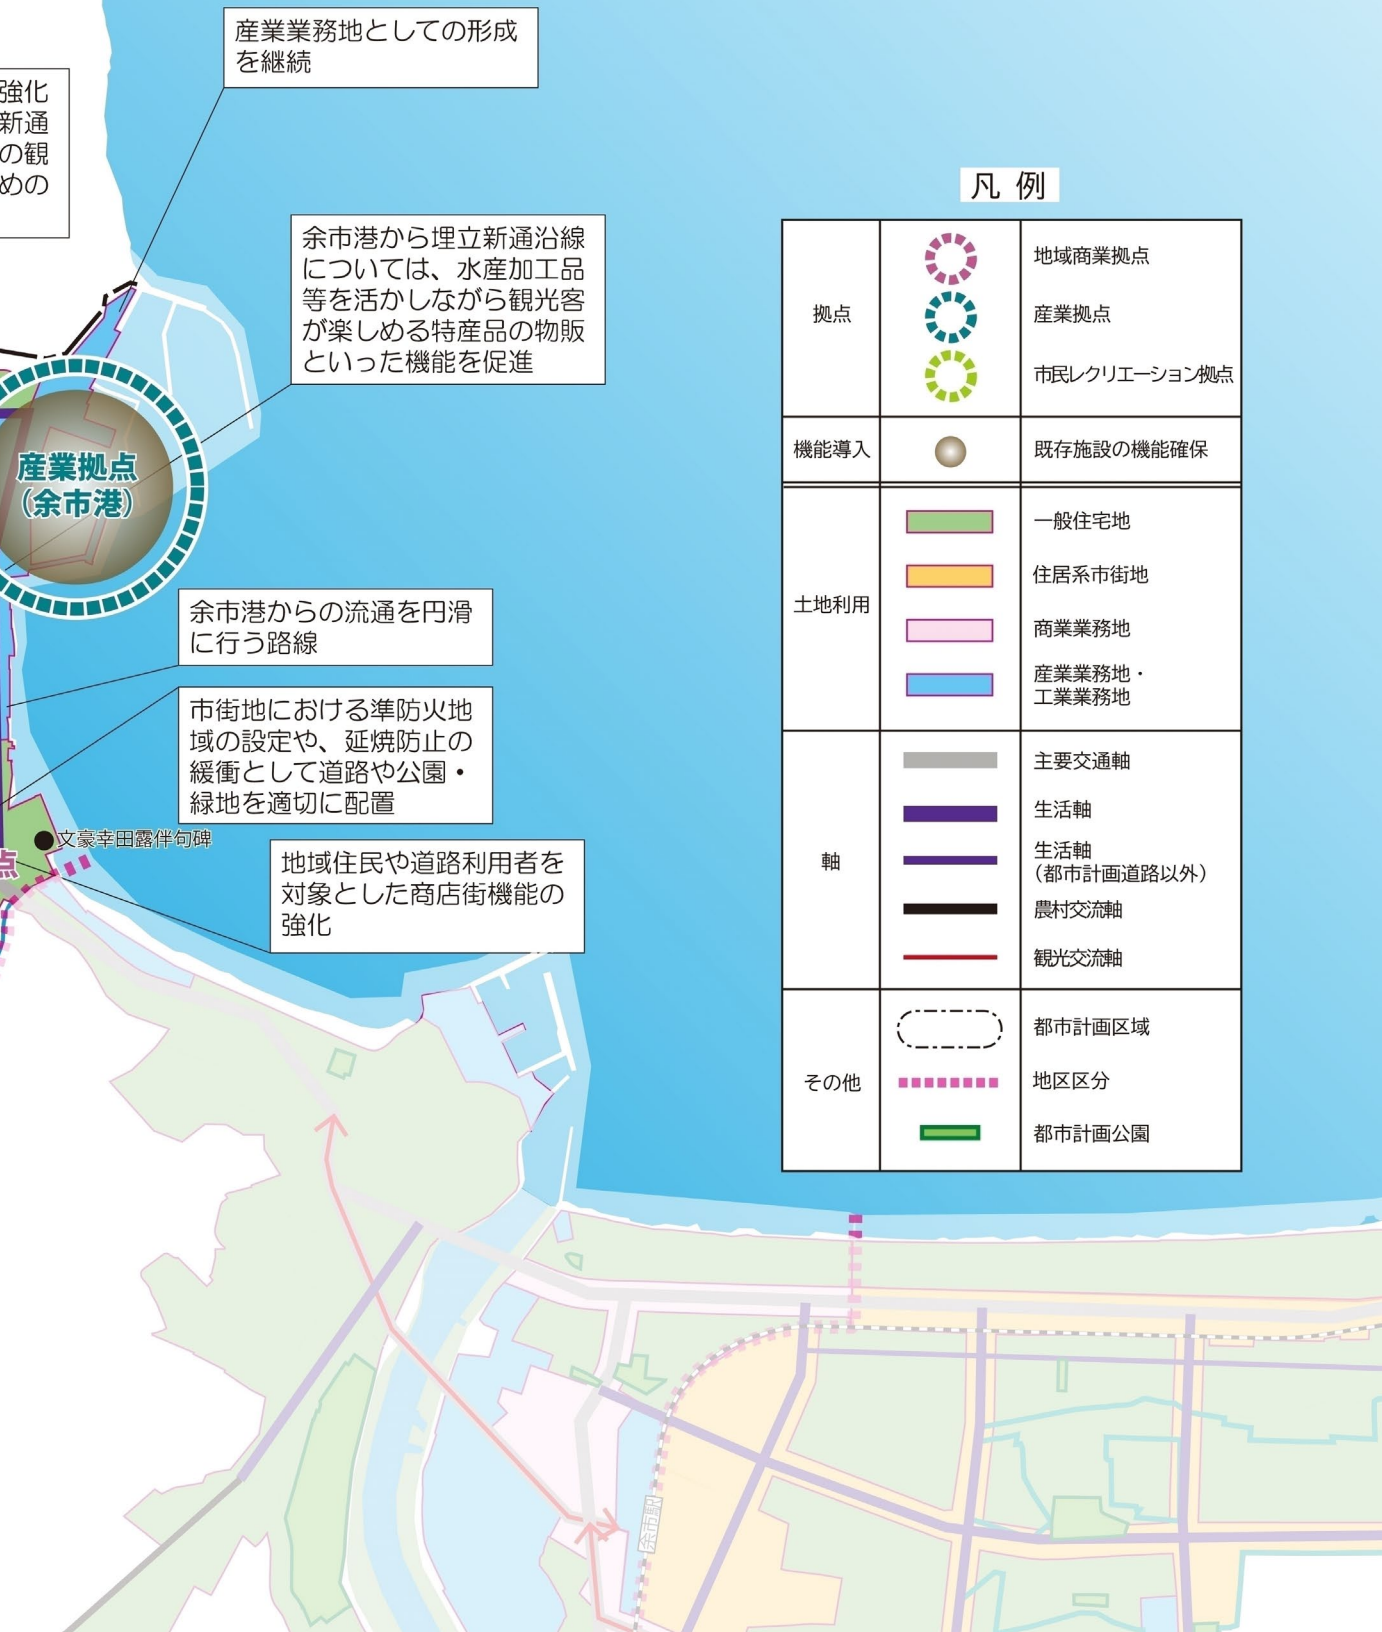 産業業務地としての形成
を継続
強化
新通
の観
めの
余市港から埋立新通沿線
については、水産加工品
等を活かしながら観光客
が楽しめる特産品の物販
といった機能を促進
産業拠点
（余市港）
余市港からの流通を円滑
に行う路線
市街地における準防火地
域の設定や、延焼防止の
緩衝として道路や公園・
緑地を適切に配置
文豪幸田露伴句碑
点
地域住民や道路利用者を
対象とした商店街機能の
強化
余市駅
凡 例
拠点
地域商業拠点
産業拠点
市民レクリエーション拠点
機能導入
既存施設の機能確保
土地利用
一般住宅地
住居系市街地
商業業務地
産業業務地・
工業業務地
軸
主要交通軸
生活軸
生活軸
（都市計画道路以外）
農村交流軸
観光交流軸
その他
都市計画区域
地区区分
都市計画公園